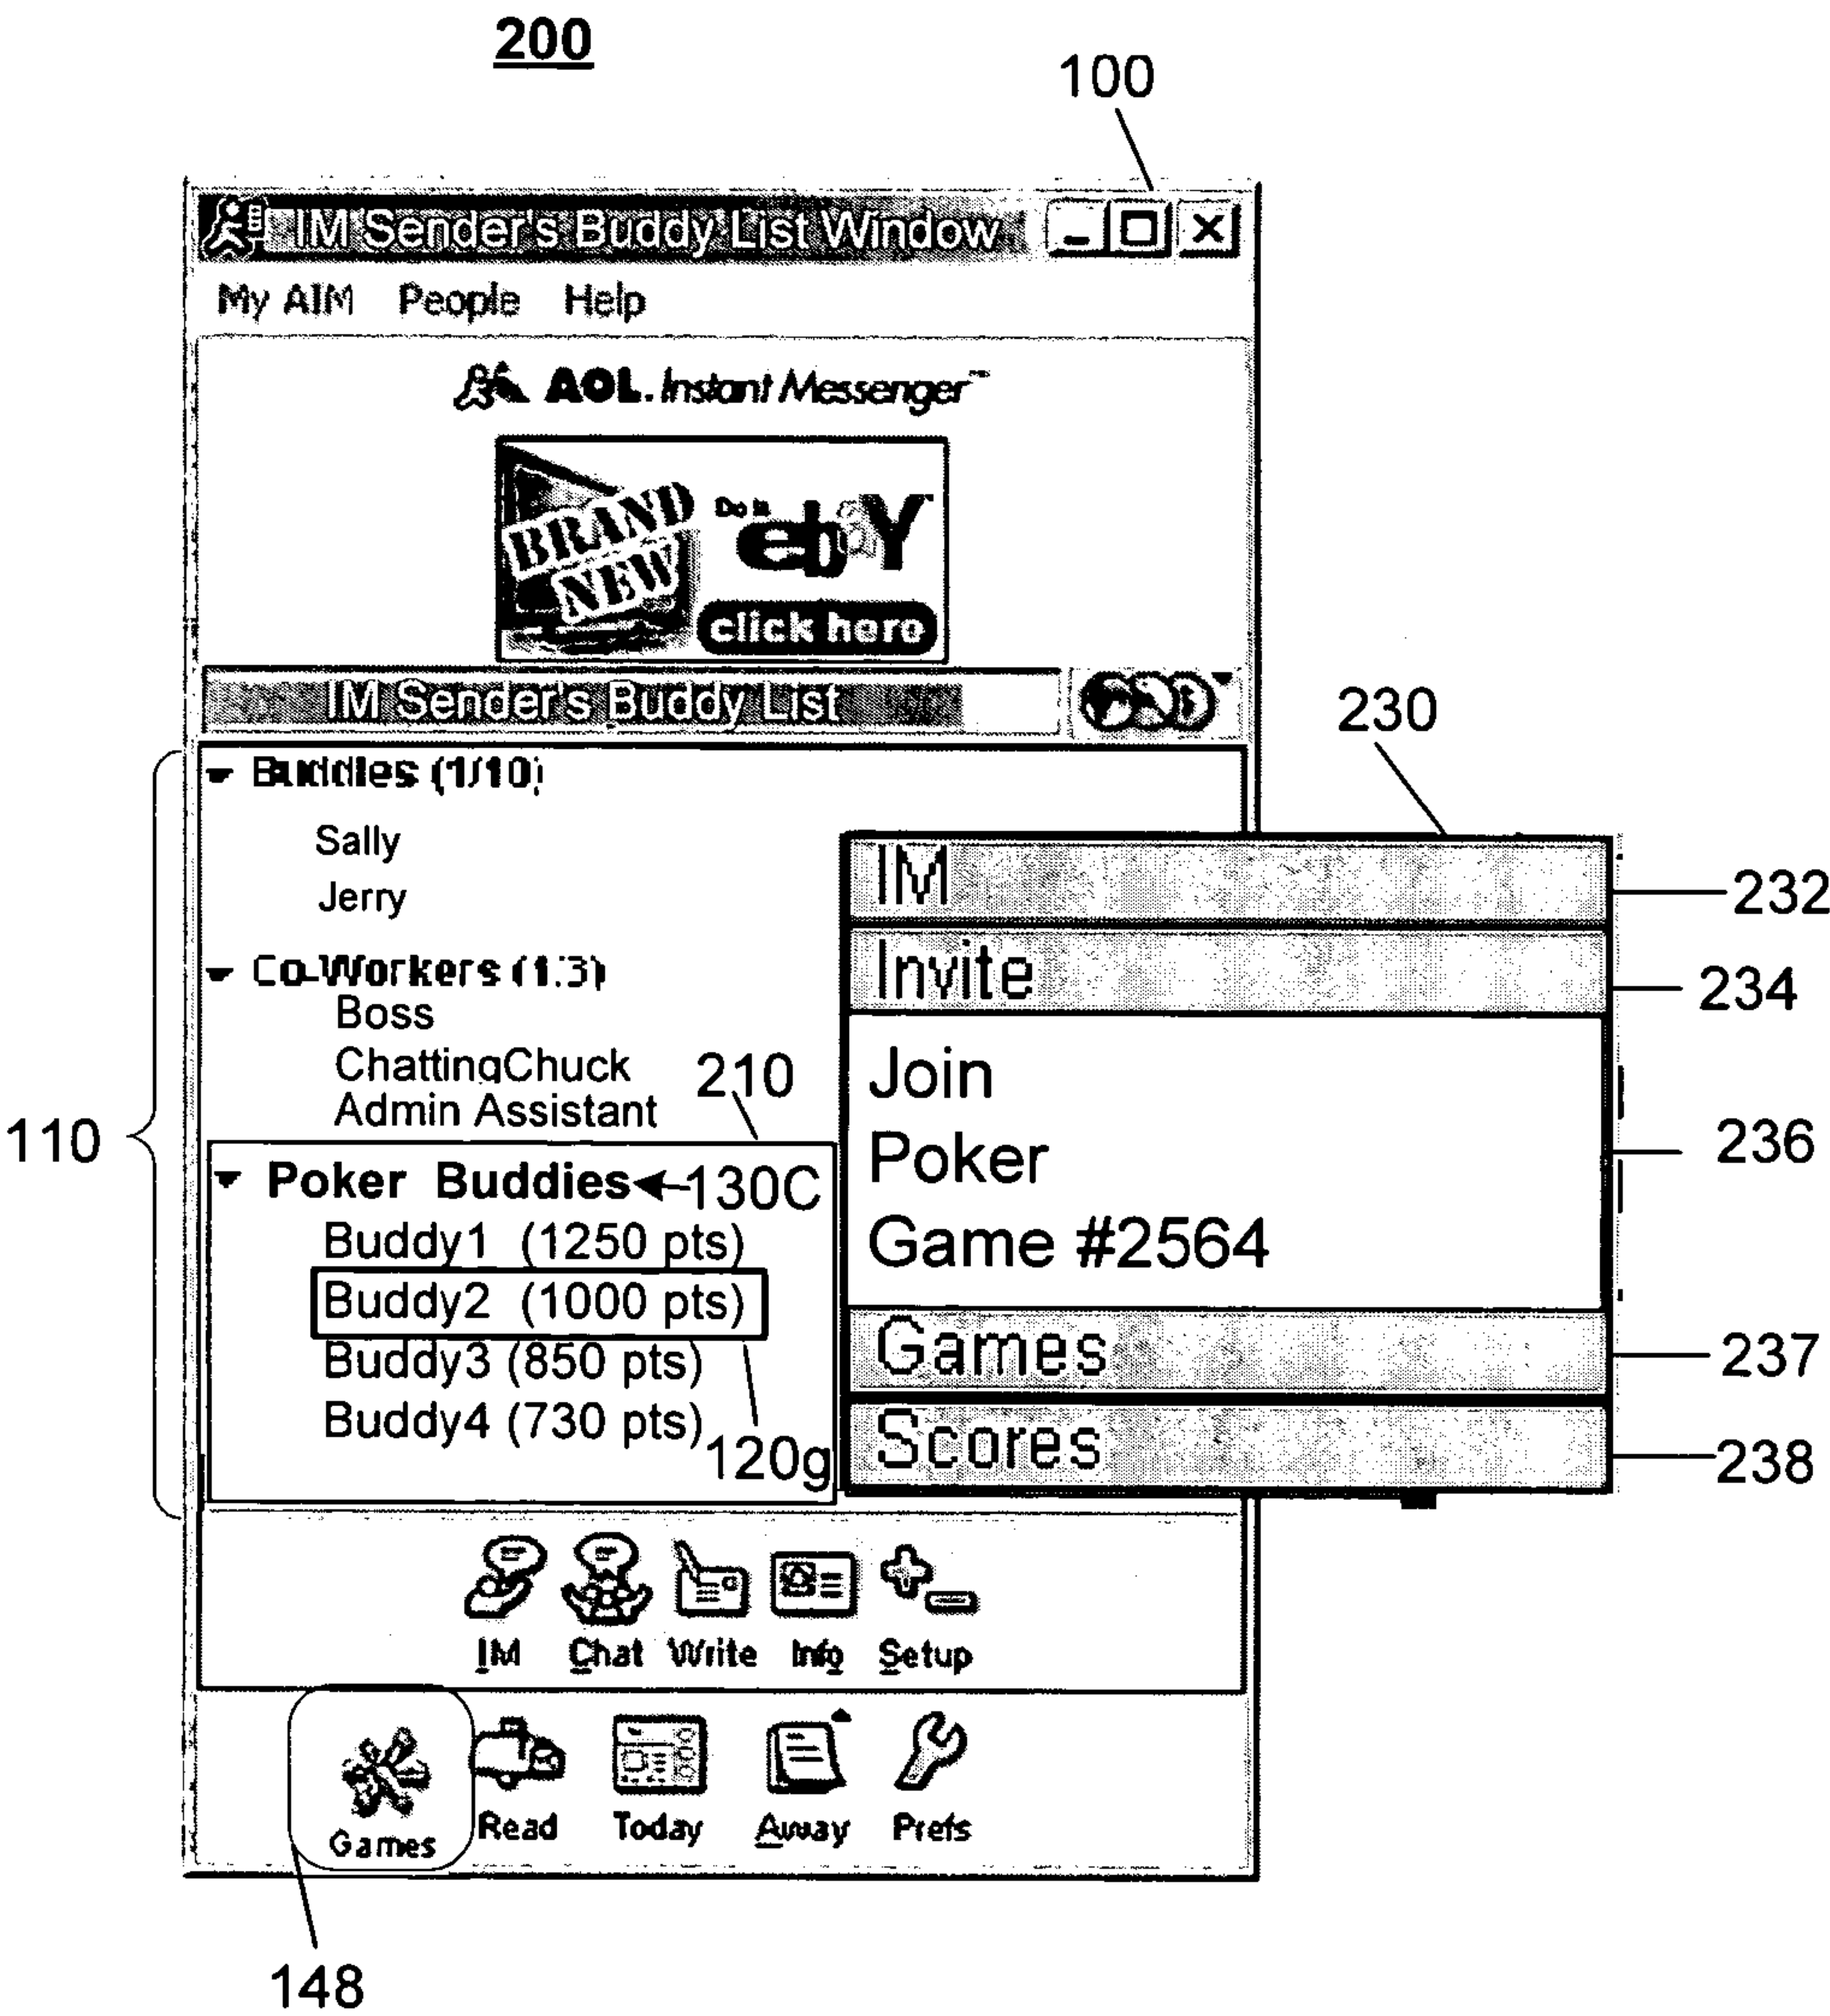 200
100
IM Sender's Buddy List Window
My AIM People Help
AOL. Instant Messenger™
BRAND NEW
Do it
ebaY
click here
IM Sender's Buddy List
230
Buddies (1/10)
Sally
Jerry
Co-Workers (1/3)
Boss
ChattingChuck
Admin Assistant
210
110
Poker Buddies
130C
Buddy1 (1250 pts)
Buddy2 (1000 pts)
Buddy3 (850 pts)
Buddy4 (730 pts)
120g
IM
232
Invite
234
Join
Poker
Game #2564
236
Games
237
Scores
238
IM Chat Write Info Setup
Games Read Today Away Prefs
148